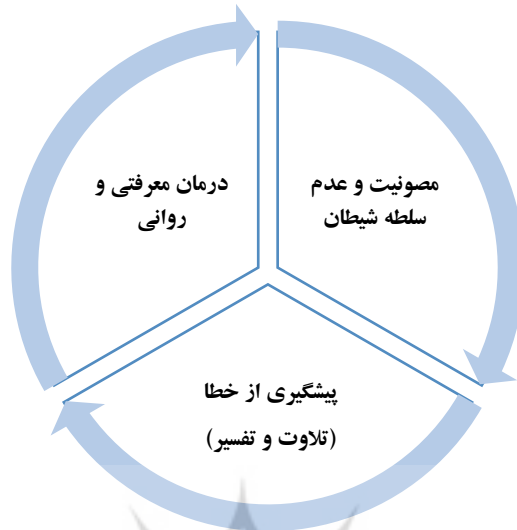 مصونیت و عدم
سلطه شیطان
درمان معرفتی و
روانی
پیشگیری از خطا
(تلاوت و تفسیر)